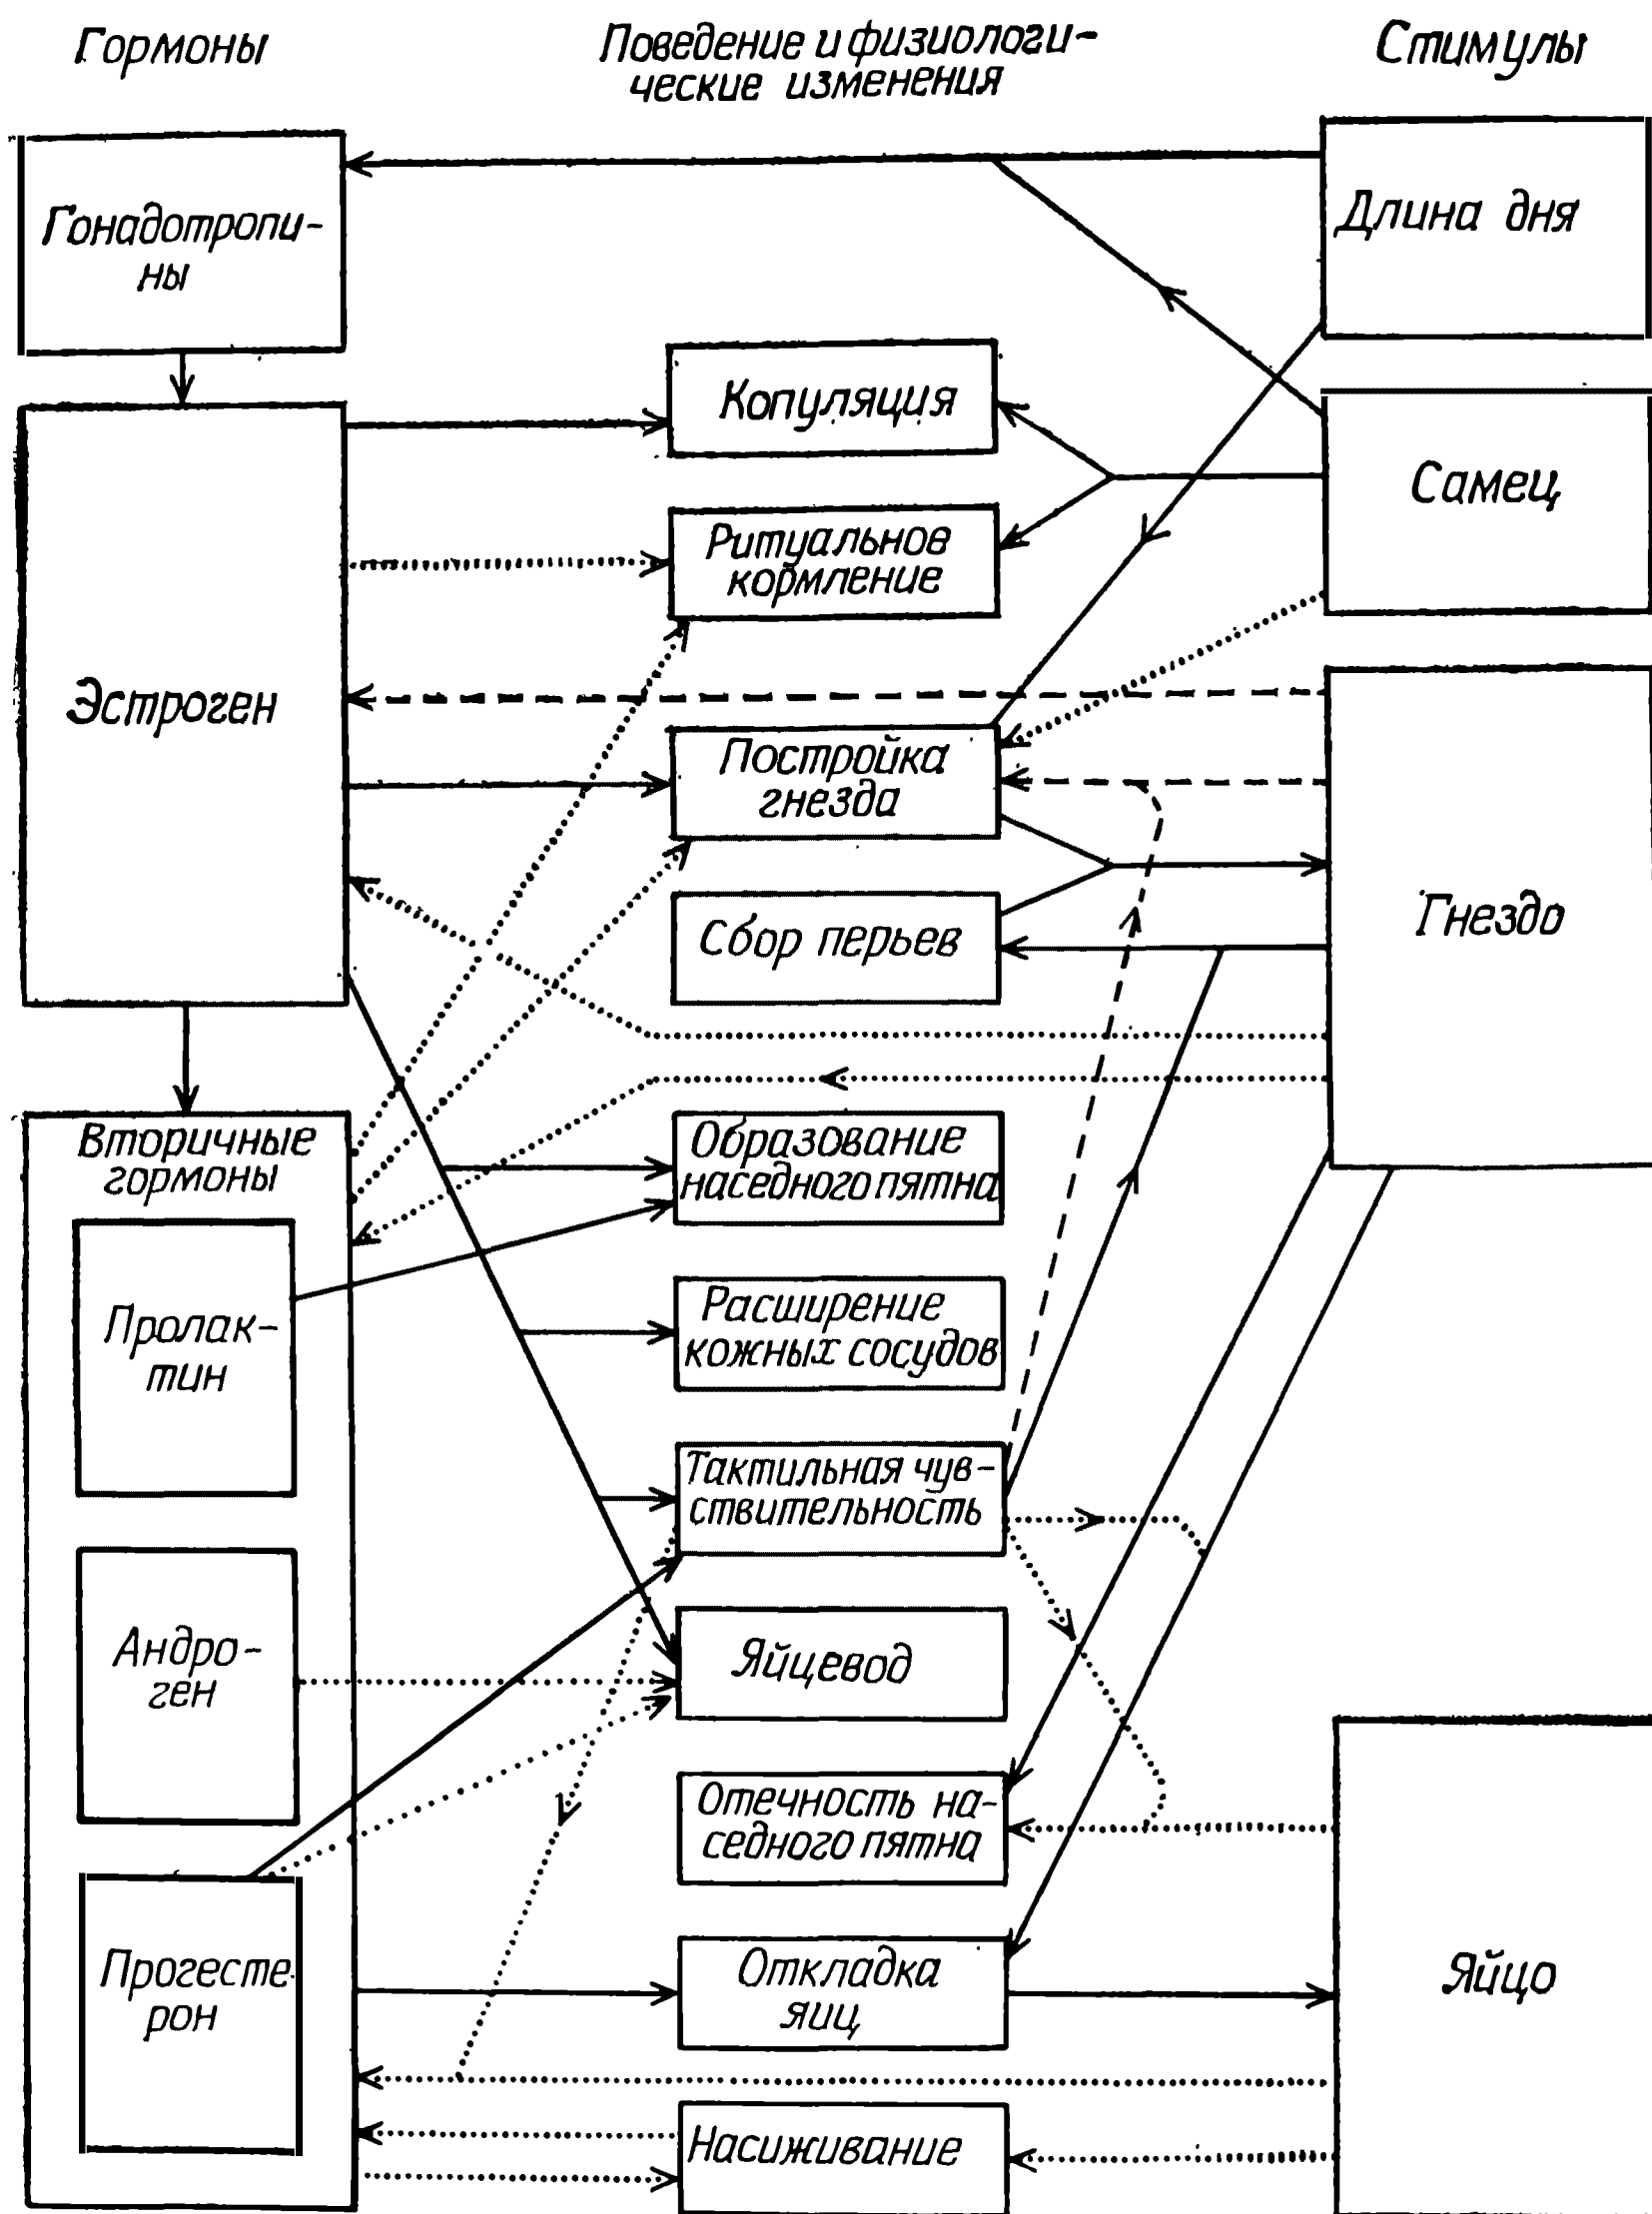 Гормоны
Поведение и физиологи-
ческие изменения
Стимулы
Гонадотропи-
ны
Длина дня
Копуляция
Самец
Ритуальное
кормление
Эстроген
Постройка
гнезда
Сбор перьев
Гнездо
Вторичные
гормоны
Образование
наседного пятна
Пролак-
тин
Расширение
кожных сосудов
Тактильная чув-
ствительность
Андро-
ген
Яйцевод
Отечность на-
седного пятна
Прогесте-
рон
Откладка
яиц
Яйцо
Насиживание